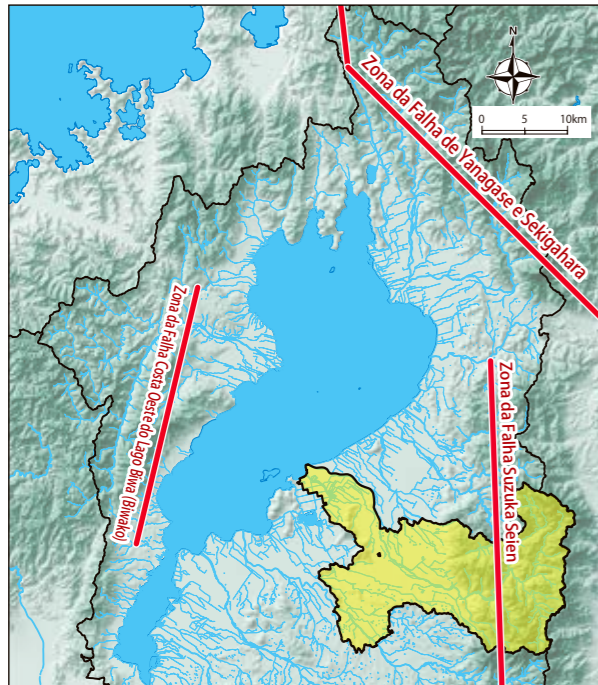 N
0 5 10km
Zona da Falha de Yanagase e Sekigahara
Zona da Falha Costa Oeste do Lago Biwa (Biwako)
Zona da Falha Suzuka Seien